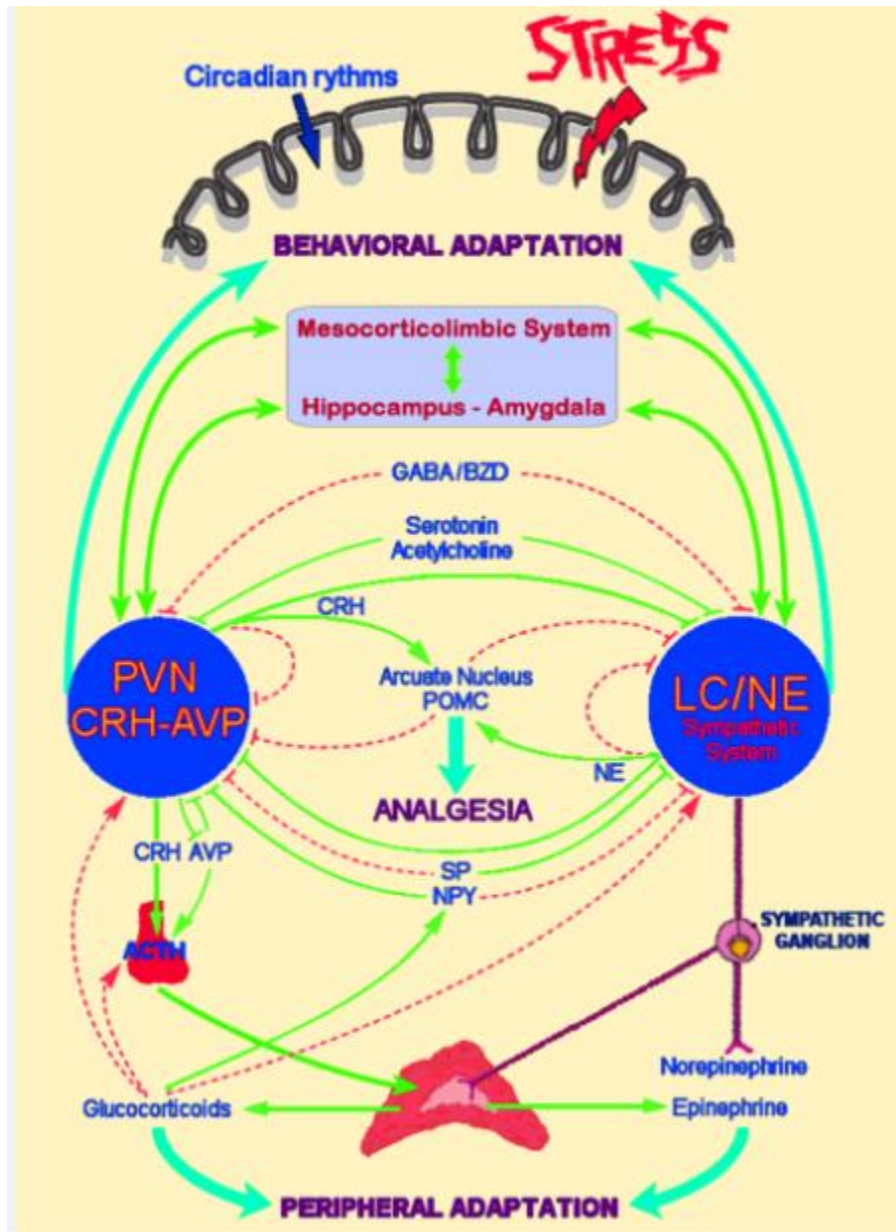 STRESS
Circadian rythms
BEHAVIORAL ADAPTATION
Mesocorticolimbic System
Hippocampus - Amygdala
GABA/BZD
Serotonin
Acetylcholine
CRH
PVN
CRH-AVP
Arcuate Nucleus
POMC
LC/NE
Sympathetic
System
NE
ANALGESIA
CRH AVP
SP
NPY
ACTH
SYMPATHETIC
GANGLION
Norepinephrine
Glucocorticoids
Epinephrine
PERIPHERAL ADAPTATION